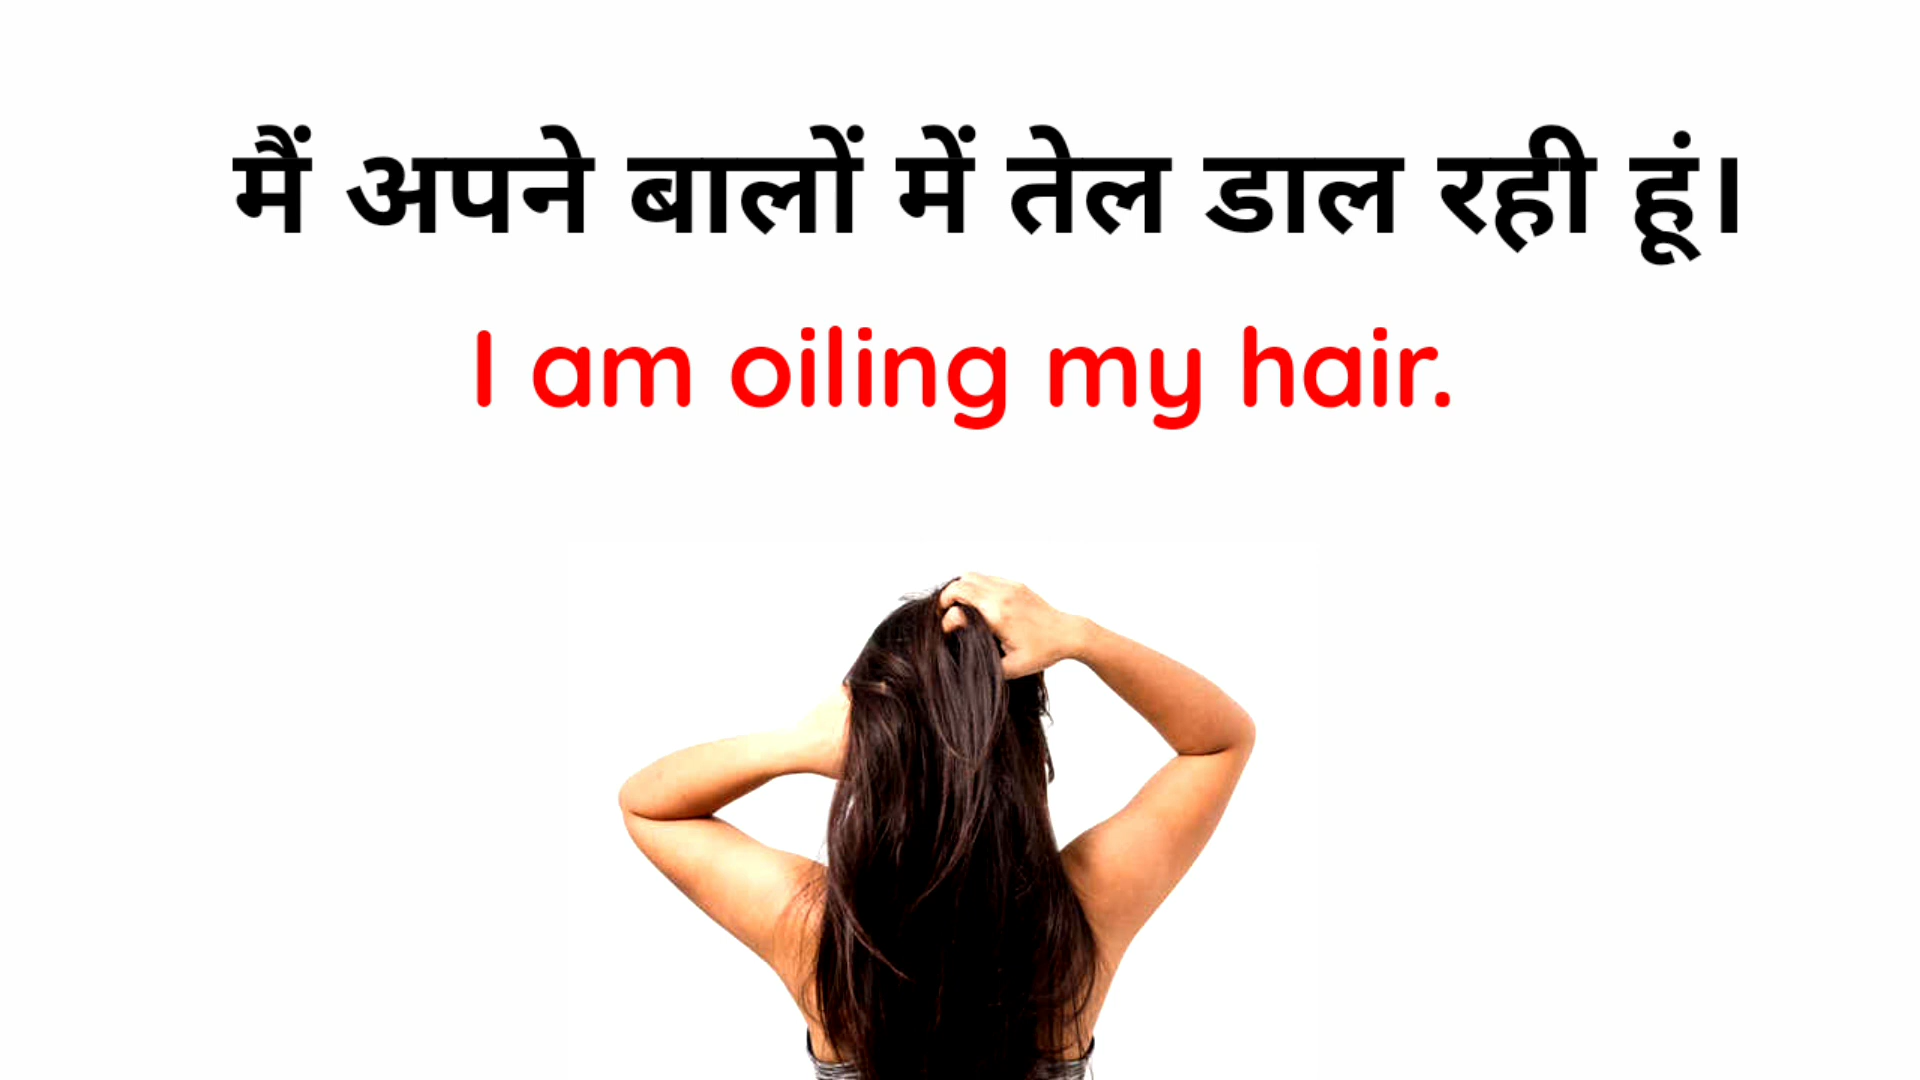 मैं अपने बालों में तेल डाल रही हूं।
I am oiling my hair.